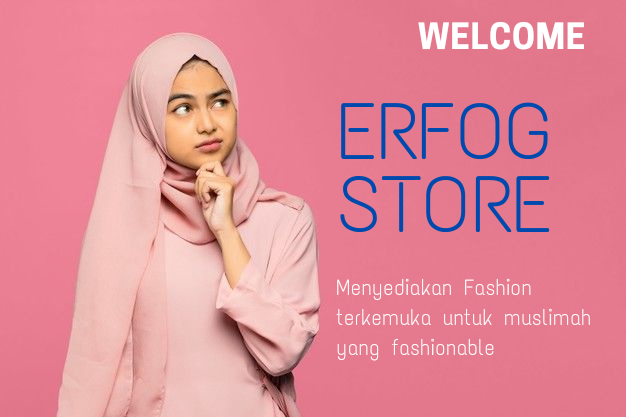 WELCOME
ERFOG
STORE
Menyediakan Fashion
terkemuka untuk muslimah
yang fashionable